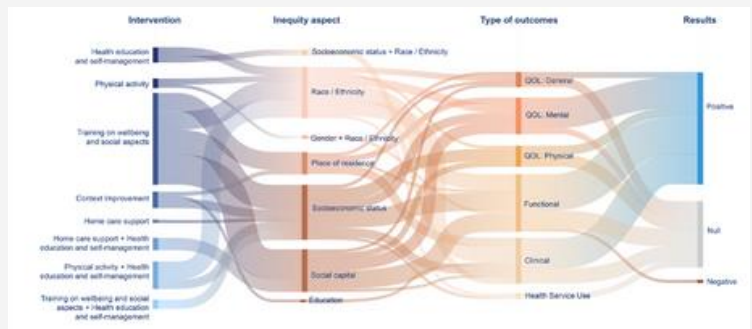 Intervention
Inequity aspect
Type of outcomes
Results
Health education
and self-management
Physical activity
Training on wellbeing
and social aspects
Context improvement
Home care support
Home care support + Health
education and self-management
Physical activity + Health
education and self-management
Training on wellbeing and social
aspects + Health education
and self-management
Socioeconomic status + Race / Ethnicity
Race / Ethnicity
Gender + Race / Ethnicity
Place of residence
Socioeconomic status
Social capital
Education
QOL: General
QOL: Mental
QOL: Physical
Functional
Clinical
Health Service Use
Positive
Null
Negative